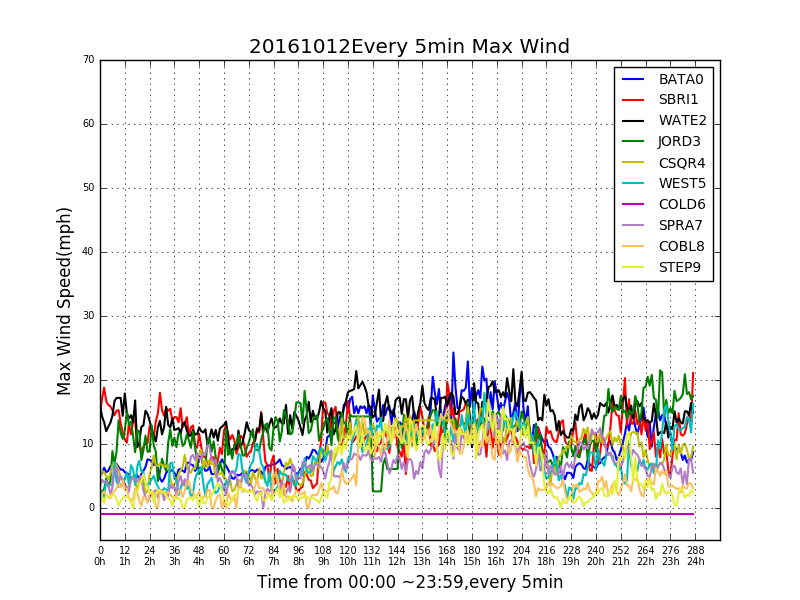 20161012Every 5min Max Wind
70
60
50
40
30
20
10
0
Max Wind Speed(mph)
BATA0
SBRI1
WATE2
JORD3
CSQR4
WEST5
COLD6
SPRA7
COBL8
STEP9
0 12 24 36 48 60 72 84 96 108 120 132 144 156 168 180 192 204 216 228 240 252 264 276 288
0h 1h 2h 3h 4h 5h 6h 7h 8h 9h 10h 11h 12h 13h 14h 15h 16h 17h 18h 19h 20h 21h 22h 23h 24h
Time from 00:00 ~23:59,every 5min